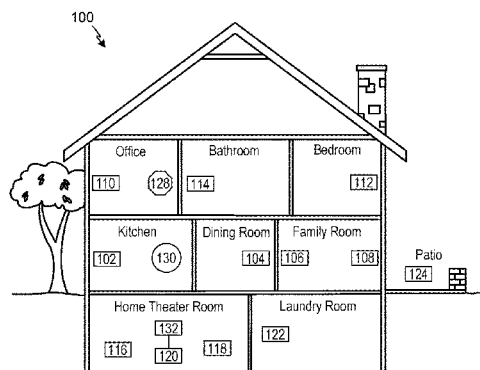 100
Office Bathroom Bedroom
110 128 114 112
Kitchen Dining Room Family Room
102 130 104 106 108
Patio
124
Home Theater Room Laundry Room
132
116 120 118 122